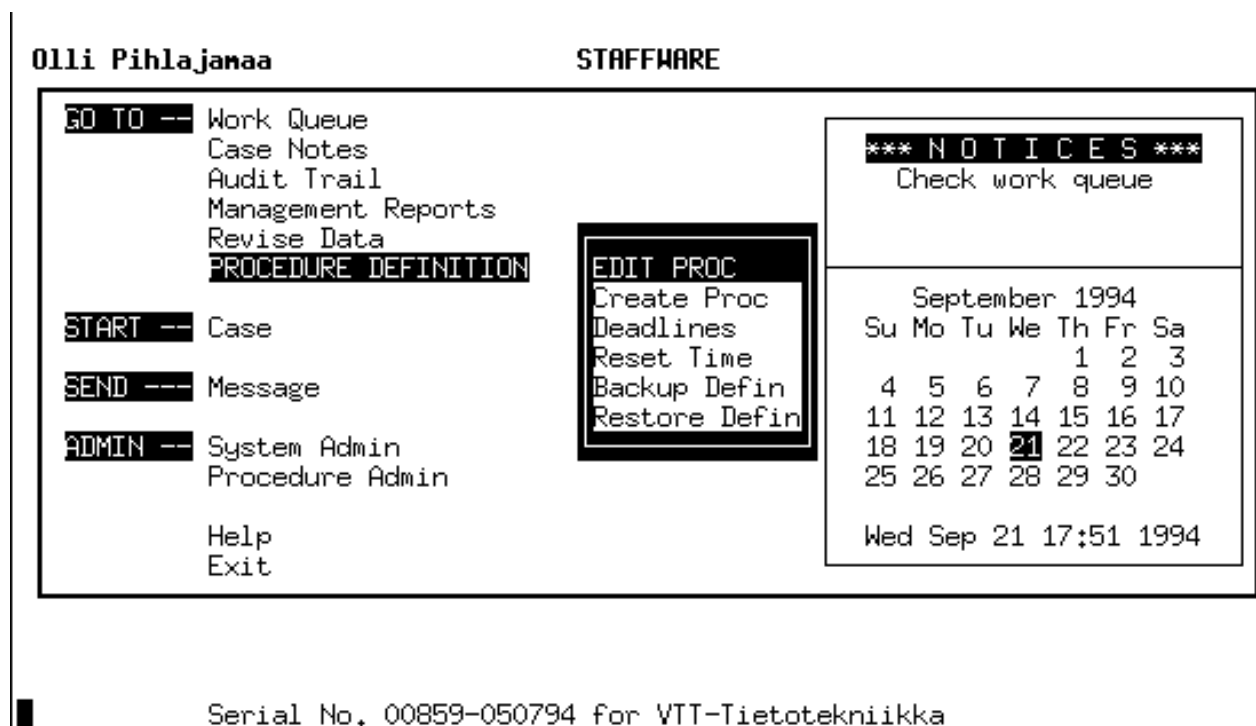 Olli Pihlajamaa STAFFWARE
GO TO -- Work Queue
Case Notes
Audit Trail
Management Reports
Revise Data
PROCEDURE DEFINITION
START -- Case
SEND --- Message
ADMIN -- System Admin
Procedure Admin
Help
Exit
EDIT PROC
Create Proc
Deadlines
Reset Time
Backup Defin
Restore Defin
*** N O T I C E S ***
Check work queue
September 1994
Su Mo Tu We Th Fr Sa
1 2 3
4 5 6 7 8 9 10
11 12 13 14 15 16 17
18 19 20 21 22 23 24
25 26 27 28 29 30
Wed Sep 21 17:51 1994
Serial No. 00859-050794 for VTT-Tietotekniikka